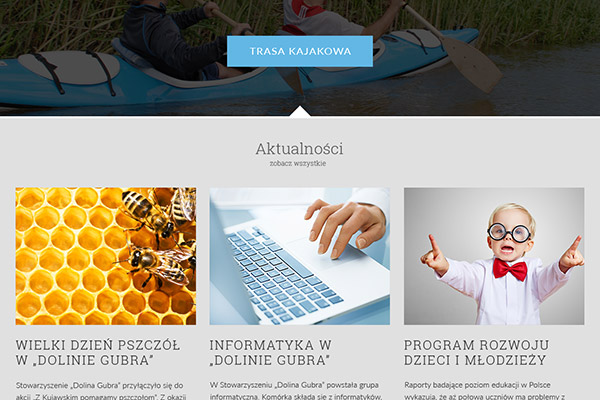 TRASA KAJAKOWA
Aktualności
zobacz wszystkie
WIELKI DZIEŃ PSZCZÓŁ
W „DOLINIE GUBRA”
Stowarzyszenie „Dolina Gubra” przyłączyło się do
akcji „Z Kujawskim pomagamy pszczołom”. Z okazji
INFORMATYKA W
„DOLINIE GUBRA”
W Stowarzyszeniu „Dolina Gubra” powstała grupa
informatyczna. Komórka składa się z informatyków,
PROGRAM ROZWOJU
DZIECI I MŁODZIEŻY
Raporty badające poziom edukacji w Polsce
wykazują, że aż połowa uczniów ma problemy z